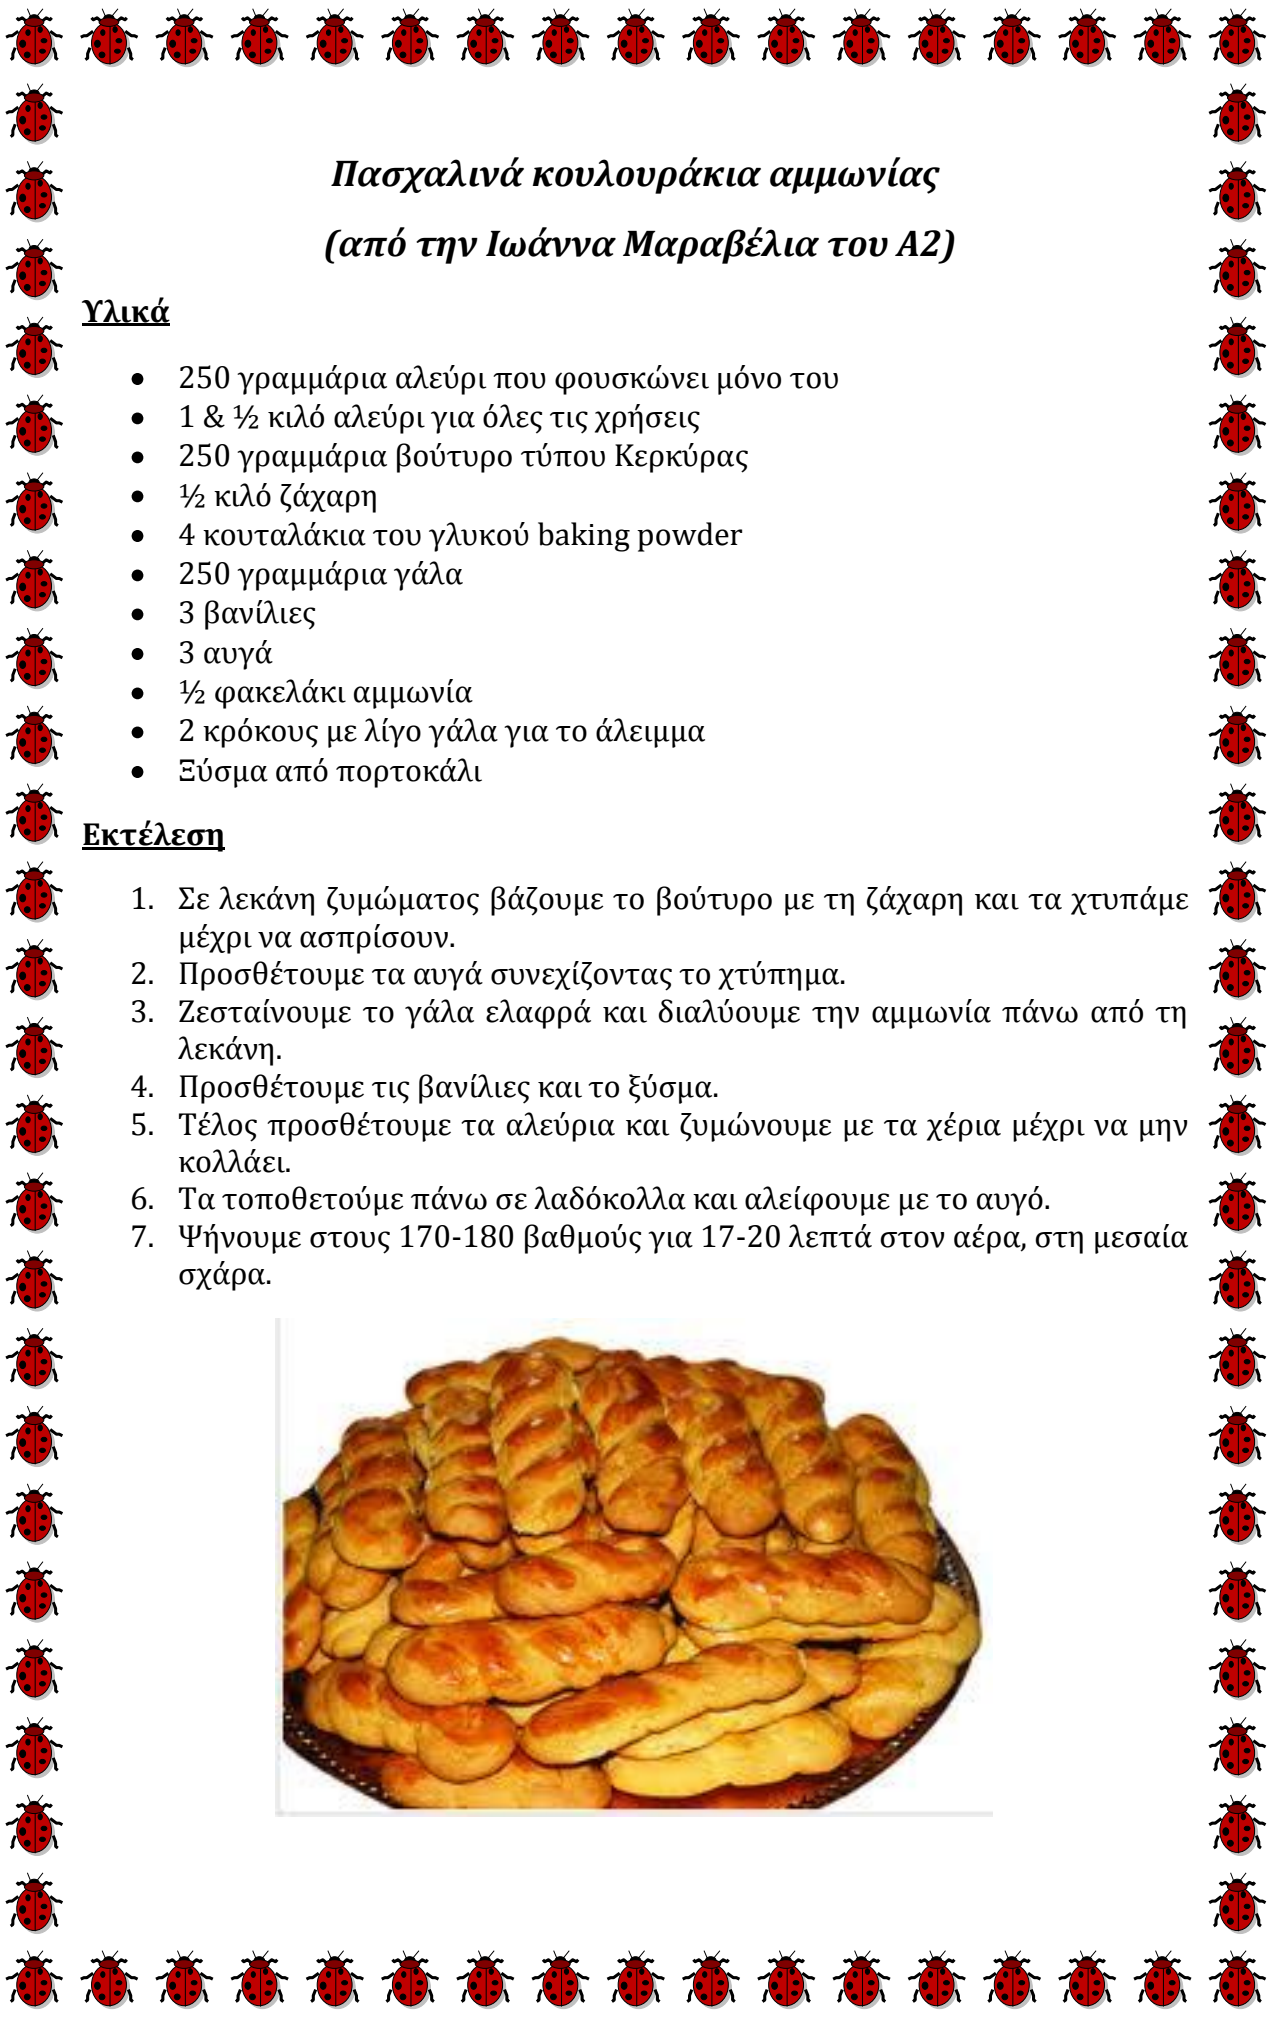 Πασχαλινά κουλουράκια αμμωνίας
(από την Ιωάννα Μαραβέλια του Α2)
Υλικά
• 250 γραμμάρια αλεύρι που φουσκώνει μόνο του
• 1 & ½ κιλό αλεύρι για όλες τις χρήσεις
• 250 γραμμάρια βούτυρο τύπου Κερκύρας
• ½ κιλό ζάχαρη
• 4 κουταλάκια του γλυκού baking powder
• 250 γραμμάρια γάλα
• 3 βανίλιες
• 3 αυγά
• ½ φακελάκι αμμωνία
• 2 κρόκους με λίγο γάλα για το άλειμμα
• Ξύσμα από πορτοκάλι
Εκτέλεση
1. Σε λεκάνη ζυμώματος βάζουμε το βούτυρο με τη ζάχαρη και τα χτυπάμε
μέχρι να ασπρίσουν.
2. Προσθέτουμε τα αυγά συνεχίζοντας το χτύπημα.
3. Ζεσταίνουμε το γάλα ελαφρά και διαλύουμε την αμμωνία πάνω από τη
λεκάνη.
4. Προσθέτουμε τις βανίλιες και το ξύσμα.
5. Τέλος προσθέτουμε τα αλεύρια και ζυμώνουμε με τα χέρια μέχρι να μην
κολλάει.
6. Τα τοποθετούμε πάνω σε λαδόκολλα και αλείφουμε με το αυγό.
7. Ψήνουμε στους 170-180 βαθμούς για 17-20 λεπτά στον αέρα, στη μεσαία
σχάρα.